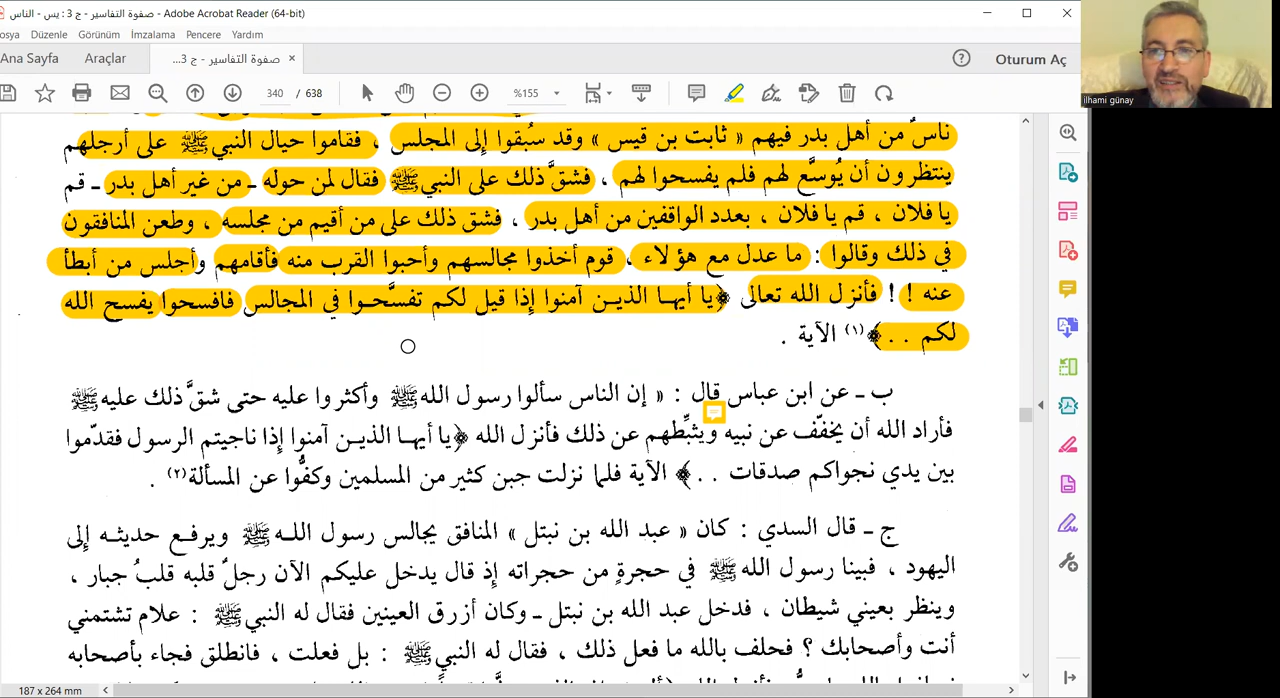 صفوة التفاسير - ج 3 : يس - الناس - Adobe Acrobat Reader (64-bit)
osya Düzenle Görünüm İmzalama Pencere Yardım
Ana Sayfa Araçlar صفوة التفاسير - ج 3... × Oturum Aç
340 / 638 %155
ilhami günay
ناسٌ من أهل بدر فيهم « ثابت بن قيس » وقد سُبقوا إلى المجلس ، فقاموا حيال النبي ﷺ على أرجلهم
ينتظرون أن يُوسَّع لهم فلم يفسحوا لهم ، فشقَّ ذلك على النبي ﷺ فقال لمن حوله ـ من غير أهل بدر ـ قم
يا فلان ، قم يا فلان ، بعدد الواقفين من أهل بدر ، فشق ذلك على من أقيم من مجلسه ، وطعن المنافقون
في ذلك وقالوا : ما عدل مع هؤلاء ، قوم أخذوا مجالسهم وأحبوا القرب منه فأقامهم وأجلس من أبطأ
عنه ! ! فأنزل الله تعالى ﴿يا أيها الذين آمنوا إِذا قيل لكم تفسَّحوا في المجالس فافسحوا يفسح الله
لكم . .﴾(١) الآية .
ب ـ عن ابن عباس قال : « إن الناس سألوا رسول الله ﷺ وأكثروا عليه حتى شقَّ ذلك عليه ﷺ
فأراد الله أن يخفّف عن نبيه ويثبِّطهم عن ذلك فأنزل الله ﴿يا أيها الذين آمنوا إِذا ناجيتم الرسول فقدّموا
بين يدي نجواكم صدقات . .﴾ الآية فلما نزلت جبن كثير من المسلمين وكفُّوا عن المسألة(٢) .
ج ـ قال السدي : كان « عبد الله بن نبتل » المنافق يجالس رسول الله ﷺ ويرفع حديثه إلى
اليهود ، فبينا رسول الله ﷺ في حجرةٍ من حجراته إِذ قال يدخل عليكم الآن رجلٌ قلبه قلبُ جبار ،
وينظر بعيني شيطان ، فدخل عبد الله بن نبتل ـ وكان أزرق العينين فقال له النبي ﷺ : علام تشتمني
أنت وأصحابك ؟ فحلف بالله ما فعل ذلك ، فقال له النبي ﷺ : بل فعلت ، فانطلق فجاء بأصحابه
187 x 264 mm